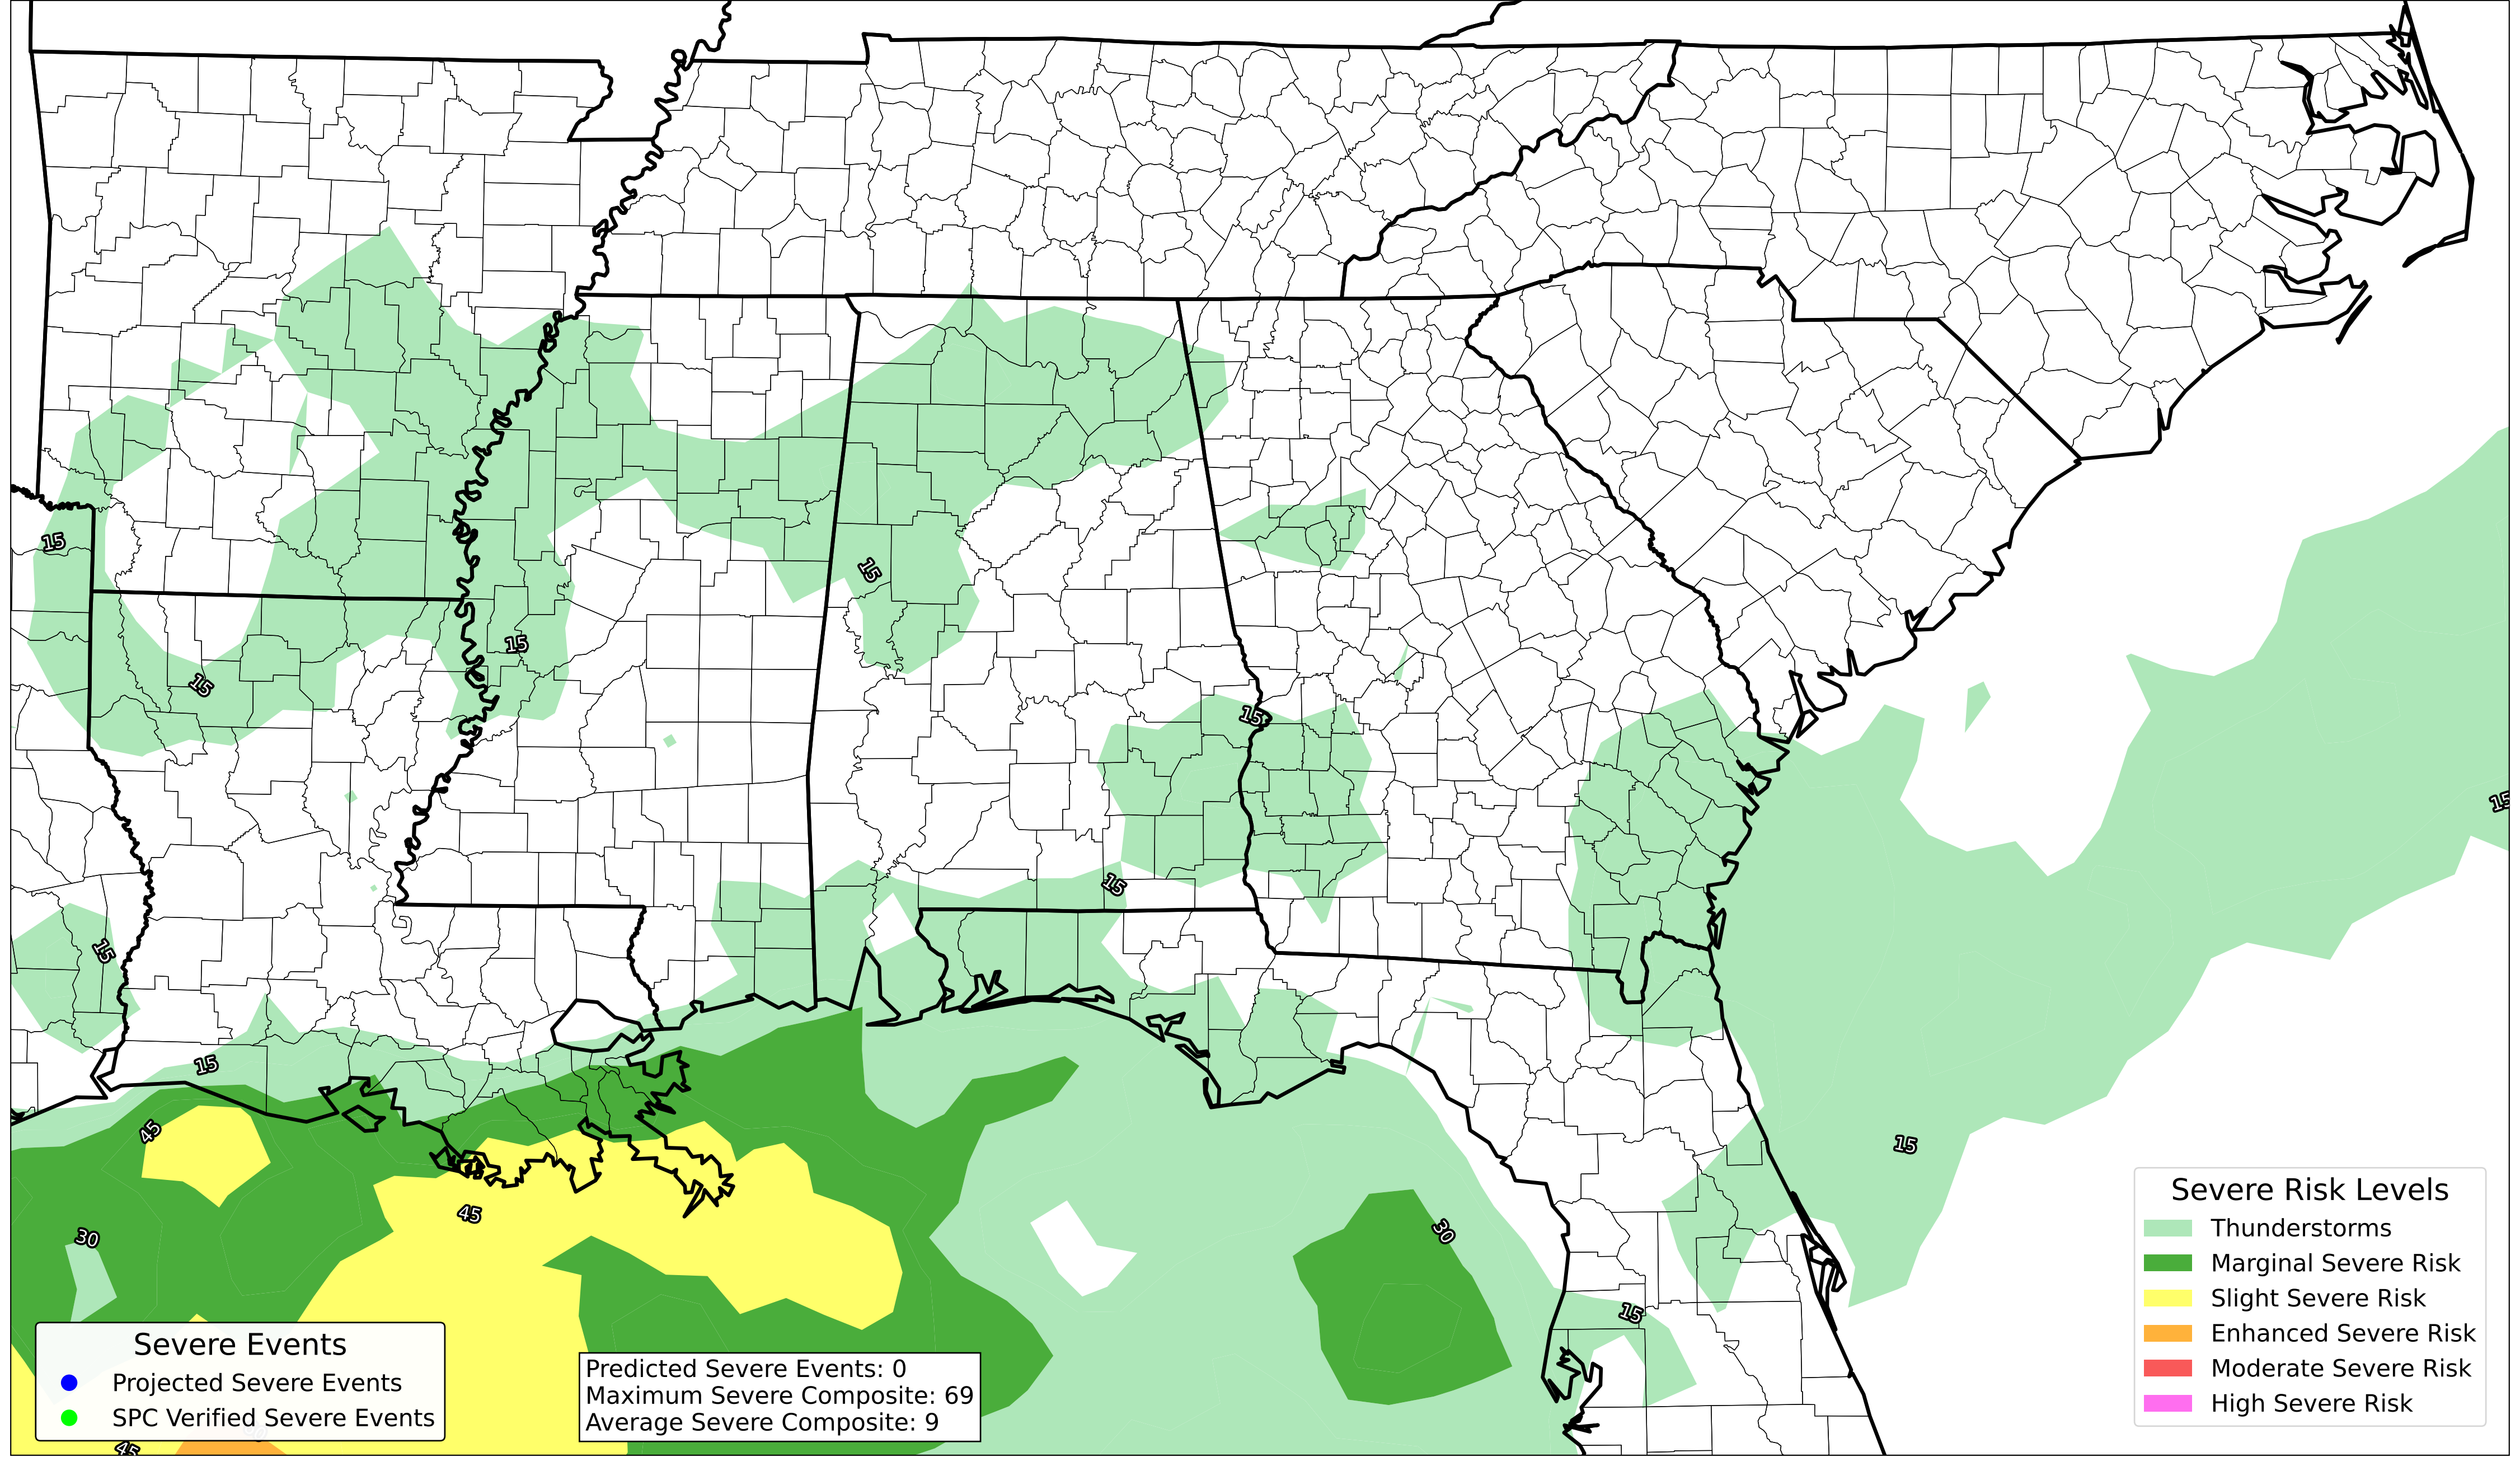 15
15
15
15
15
15
15
15
15
45
45
30
30
15
15
45
Severe Events
Projected Severe Events
SPC Verified Severe Events
Predicted Severe Events: 0
Maximum Severe Composite: 69
Average Severe Composite: 9
Severe Risk Levels
Thunderstorms
Marginal Severe Risk
Slight Severe Risk
Enhanced Severe Risk
Moderate Severe Risk
High Severe Risk